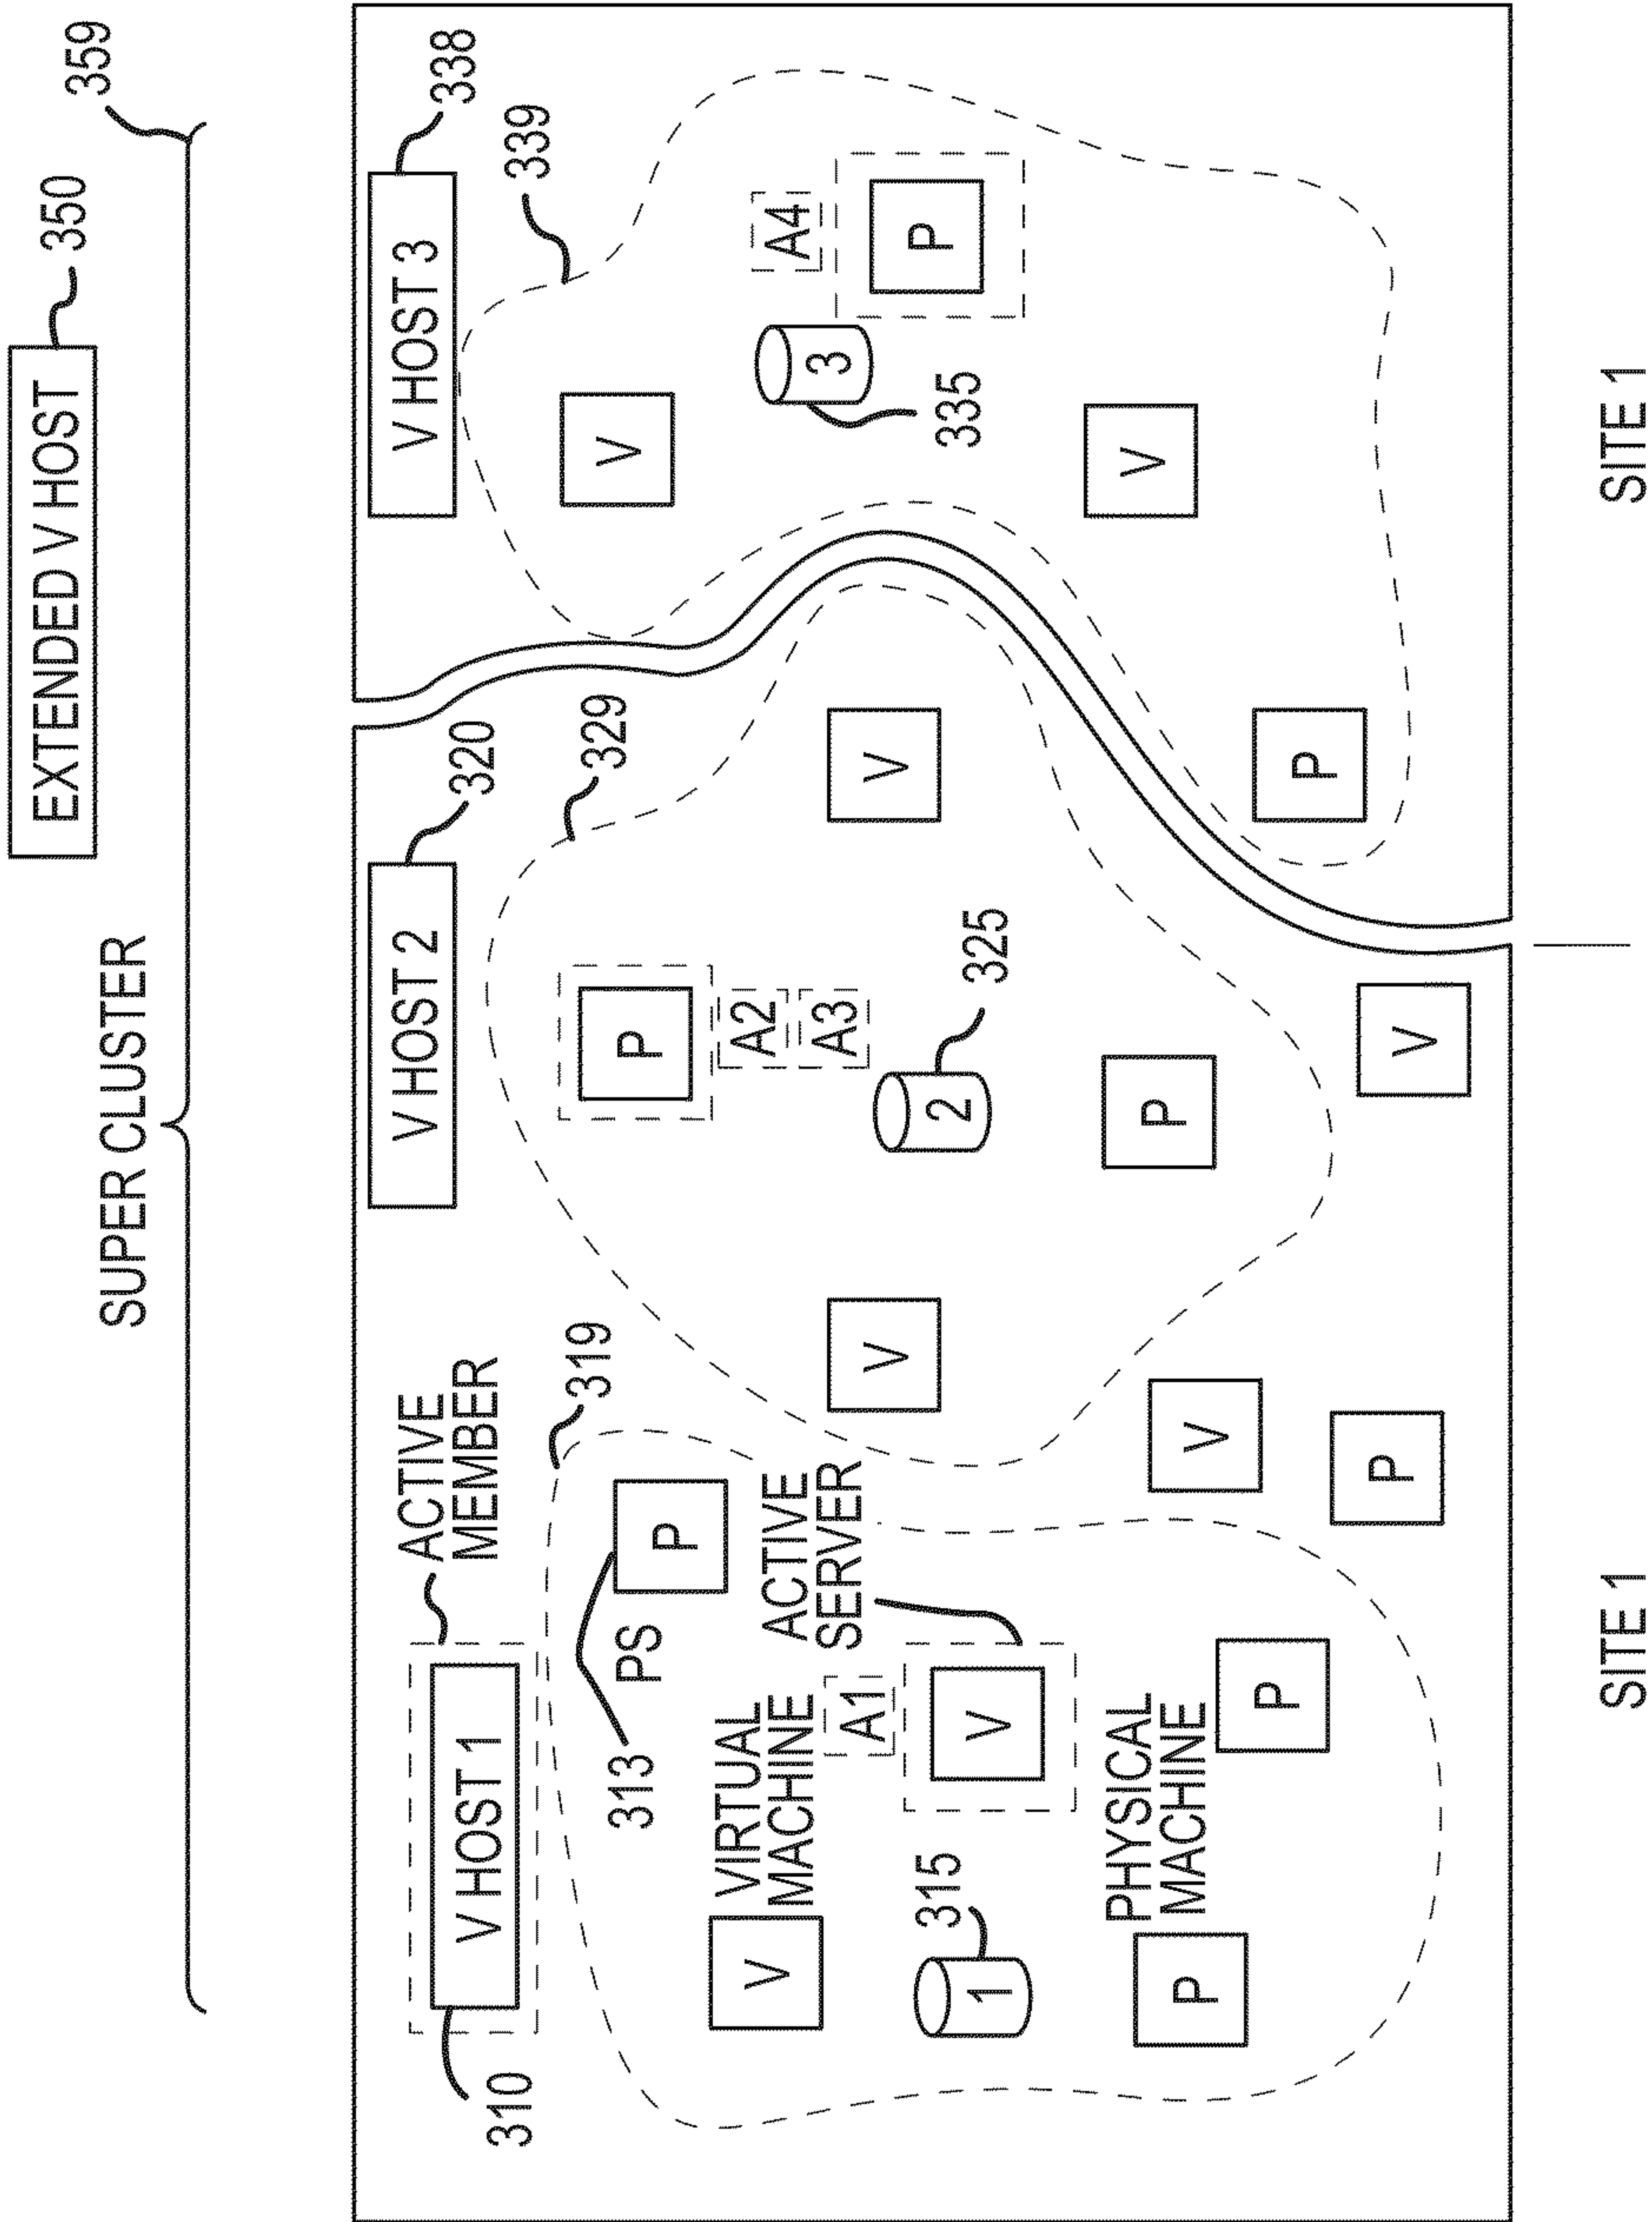 EXTENDED V HOST
350
359
SUPER CLUSTER
ACTIVE
MEMBER
V HOST 1
310
V HOST 2
320
V HOST 3
338
319
329
339
313
PS
P
VIRTUAL
MACHINE
V
A1
ACTIVE
SERVER
V
1
315
PHYSICAL
MACHINE
P
P
P
A2
A3
2
325
V
V
P
V
P
V
V
3
335
A4
P
V
P
SITE 1
SITE 1